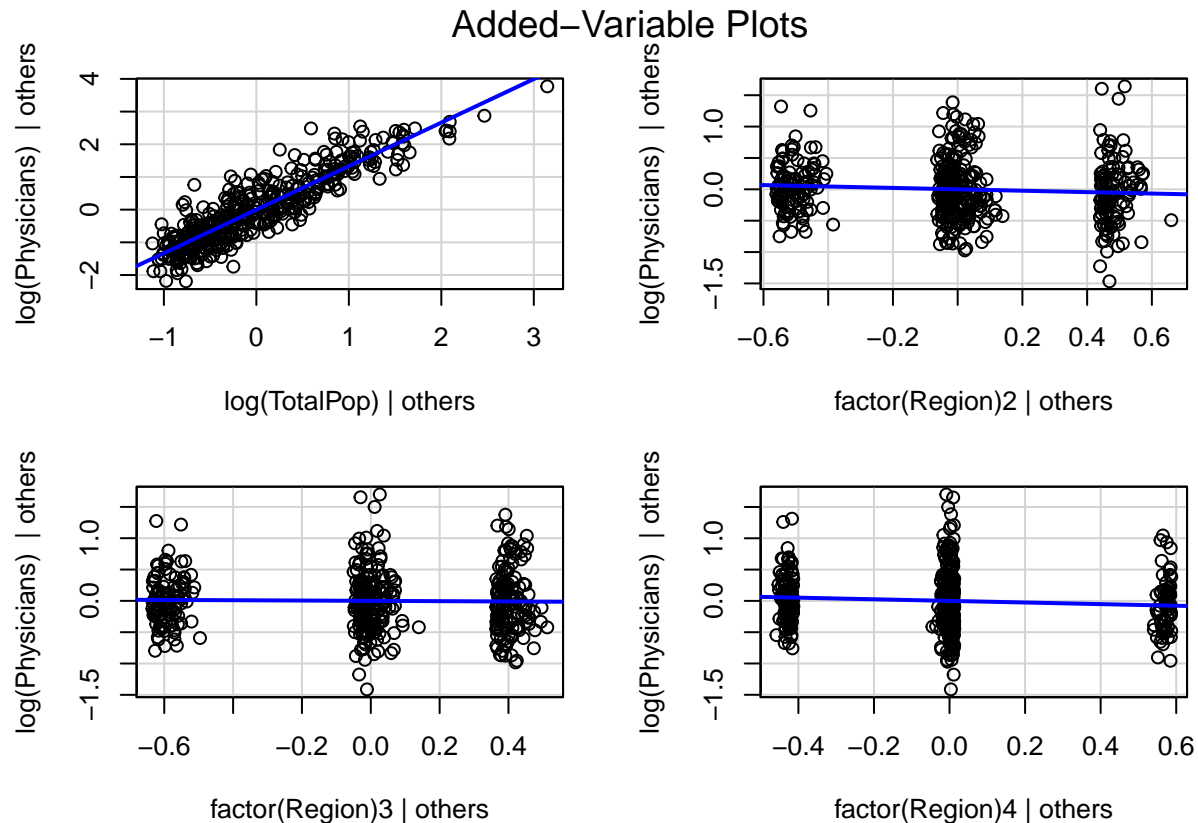 Added−Variable Plots
log(Physicians) | others
4
2
0
−2
−1 0 1 2 3
log(TotalPop) | others
log(Physicians) | others
1.0
0.0
−1.5
−0.6 −0.2 0.2 0.4 0.6
factor(Region)2 | others
log(Physicians) | others
1.0
0.0
−1.5
−0.6 −0.2 0.0 0.2 0.4
factor(Region)3 | others
log(Physicians) | others
1.0
0.0
−1.5
−0.4 −0.2 0.0 0.2 0.4 0.6
factor(Region)4 | others